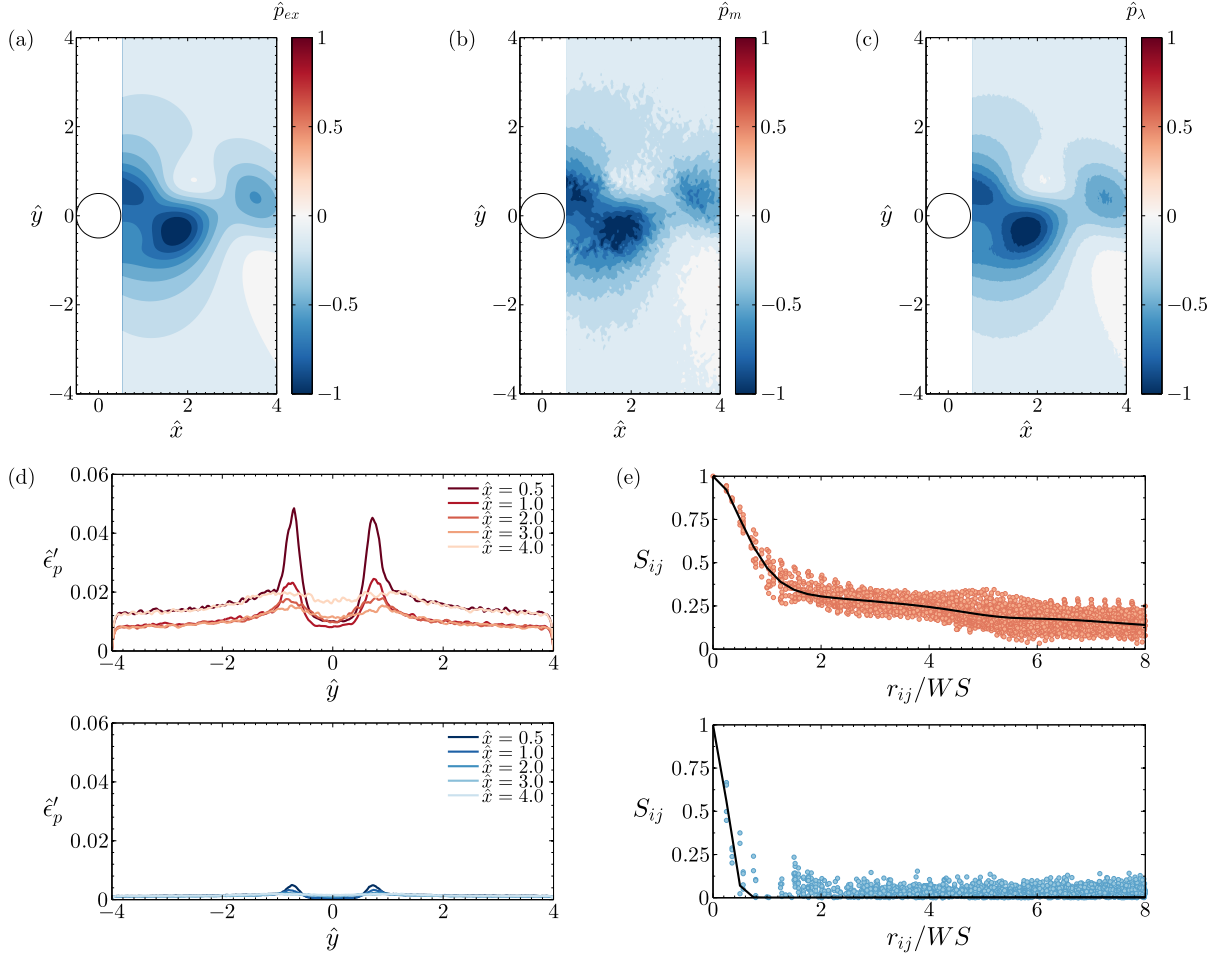 p̂_ex
p̂_m
p̂_λ
(a)
4
2
0
−2
−4
ŷ
0
2
4
x̂
1
0.5
0
−0.5
−1
(b)
4
2
0
−2
−4
ŷ
0
2
4
x̂
1
0.5
0
−0.5
−1
(c)
4
2
0
−2
−4
ŷ
0
2
4
x̂
1
0.5
0
−0.5
−1
(d)
0.06
0.04
0.02
0
ε̂′_p
x̂ = 0.5
x̂ = 1.0
x̂ = 2.0
x̂ = 3.0
x̂ = 4.0
−4
−2
0
2
4
ŷ
0.06
0.04
0.02
0
ε̂′_p
x̂ = 0.5
x̂ = 1.0
x̂ = 2.0
x̂ = 3.0
x̂ = 4.0
−4
−2
0
2
4
ŷ
(e)
1
0.75
0.5
0.25
0
S_ij
0
2
4
6
8
r_ij/WS
1
0.75
0.5
0.25
0
S_ij
0
2
4
6
8
r_ij/WS